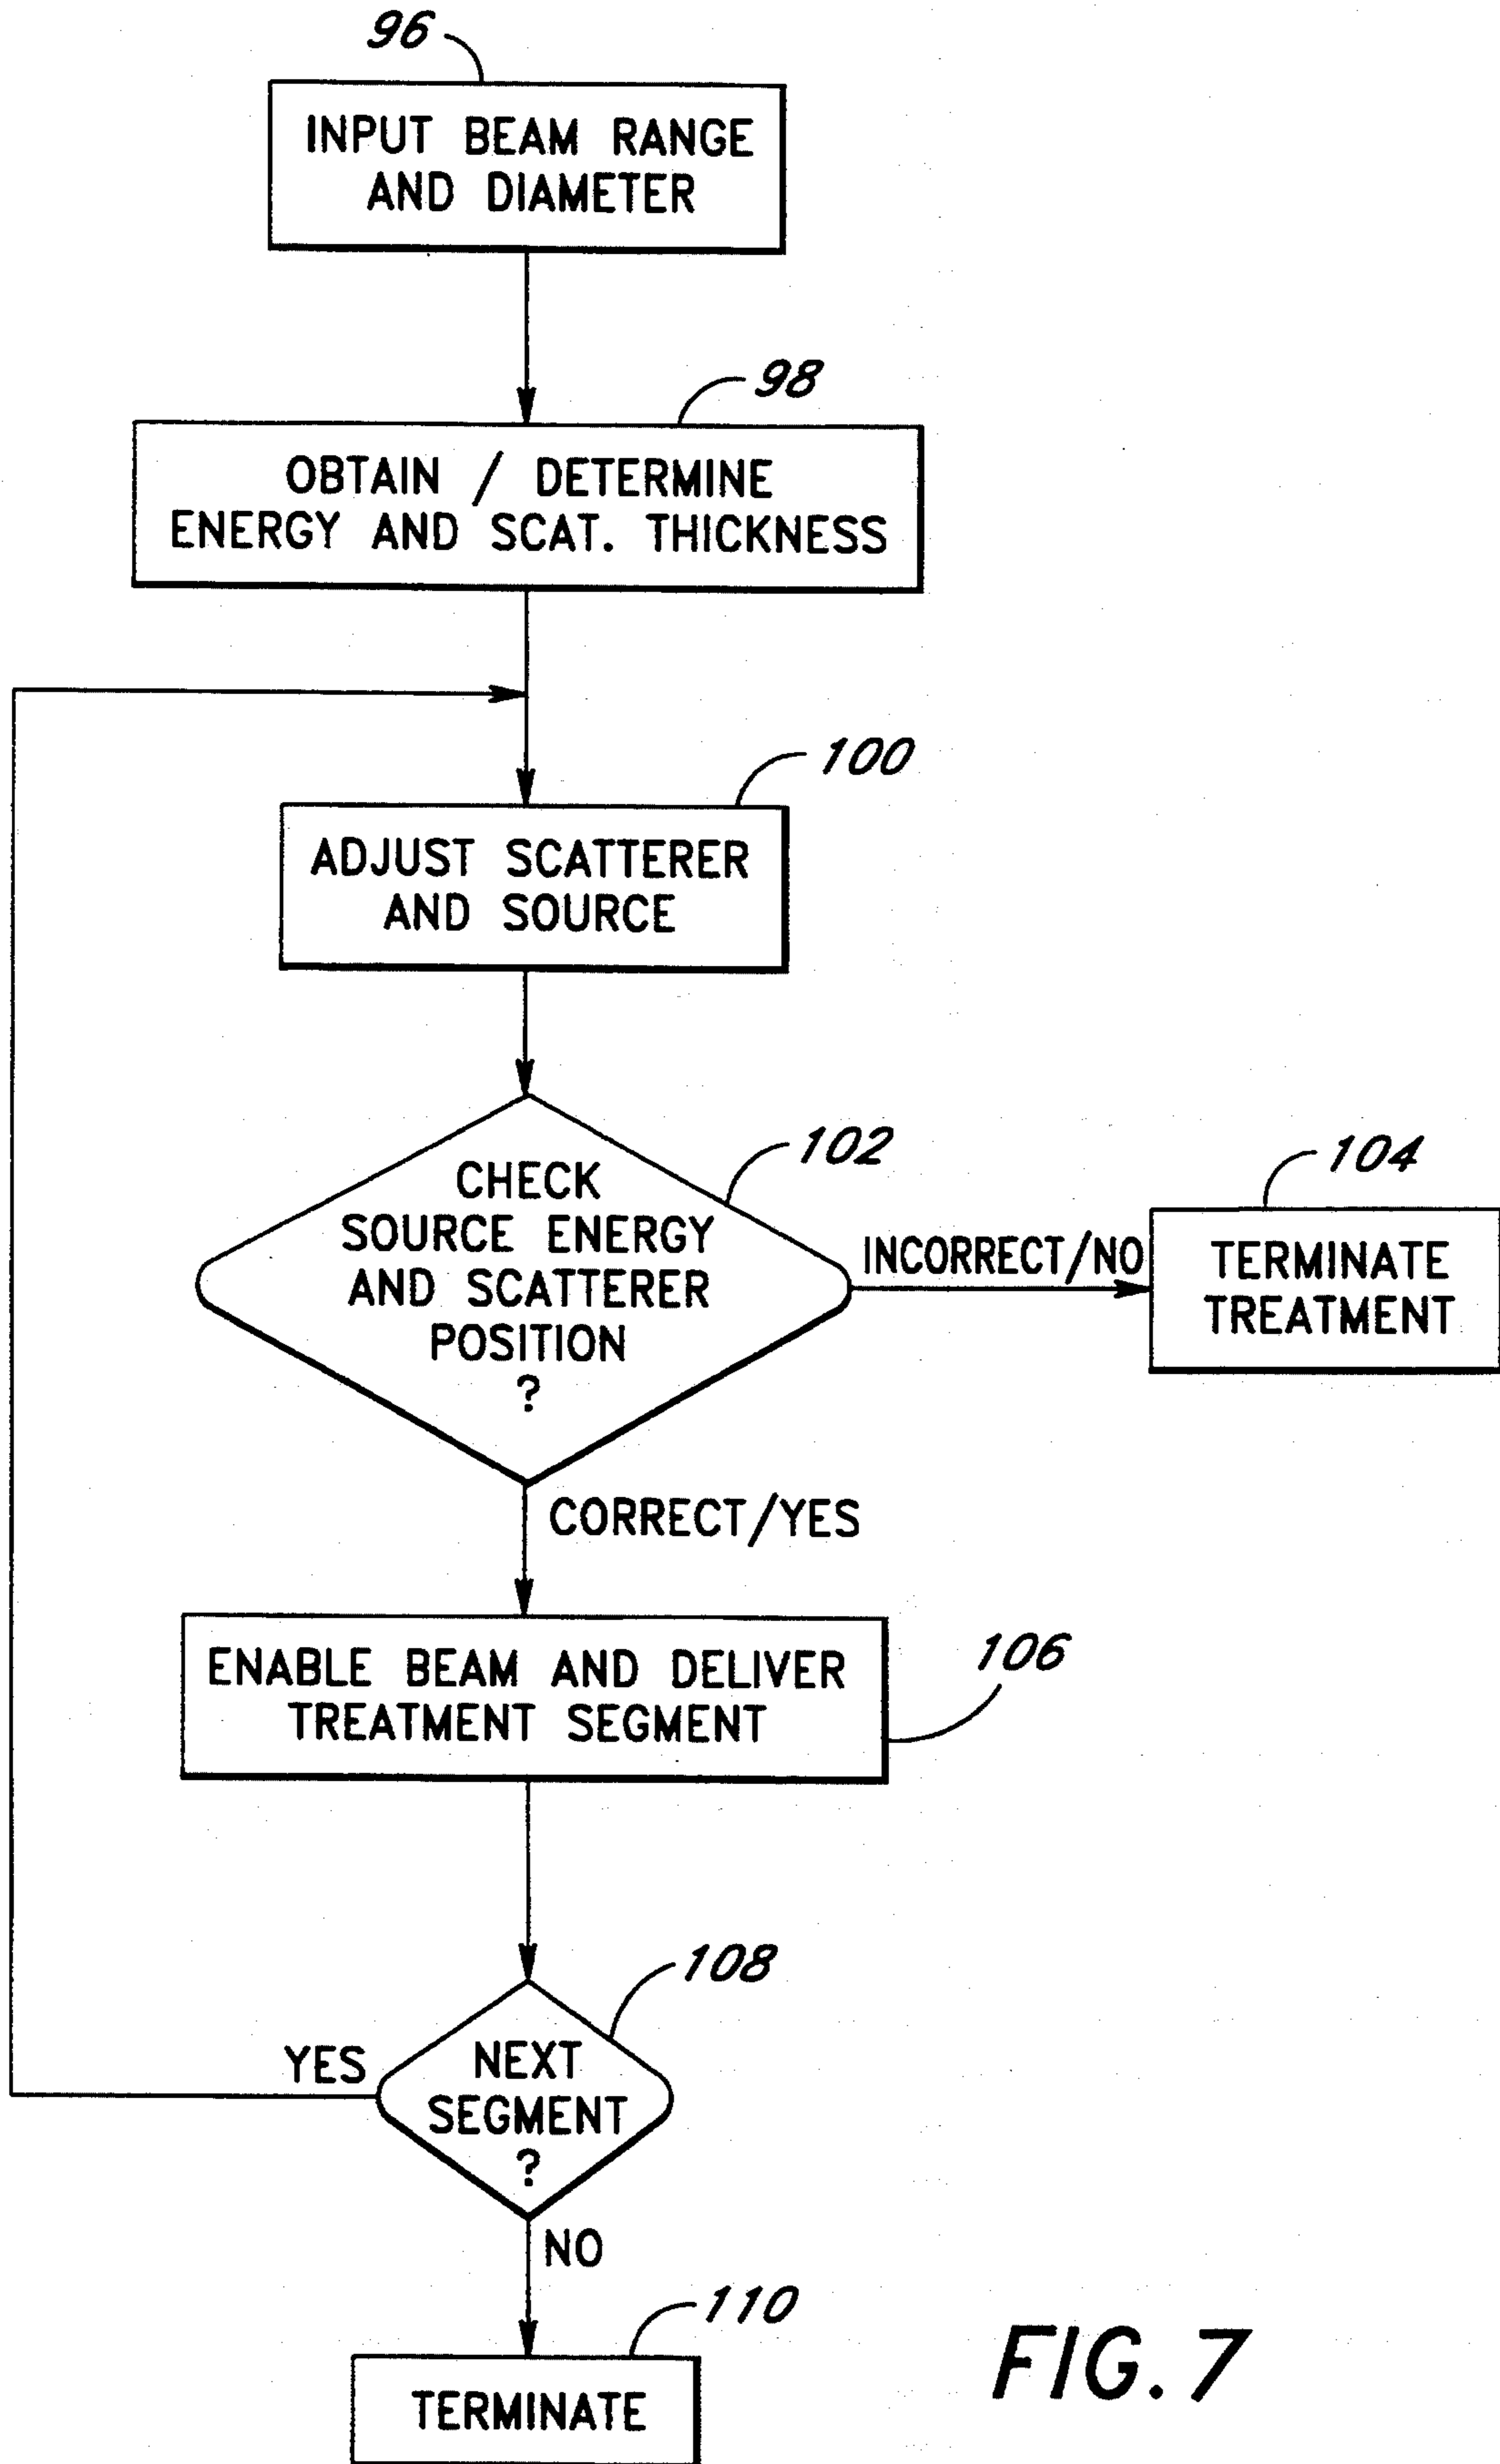 96
INPUT BEAM RANGE
AND DIAMETER
98
OBTAIN / DETERMINE
ENERGY AND SCAT. THICKNESS
100
ADJUST SCATTERER
AND SOURCE
102
CHECK
SOURCE ENERGY
AND SCATTERER
POSITION
?
INCORRECT/NO
104
TERMINATE
TREATMENT
CORRECT/YES
106
ENABLE BEAM AND DELIVER
TREATMENT SEGMENT
108
NEXT
SEGMENT
?
YES
NO
110
TERMINATE
FIG. 7